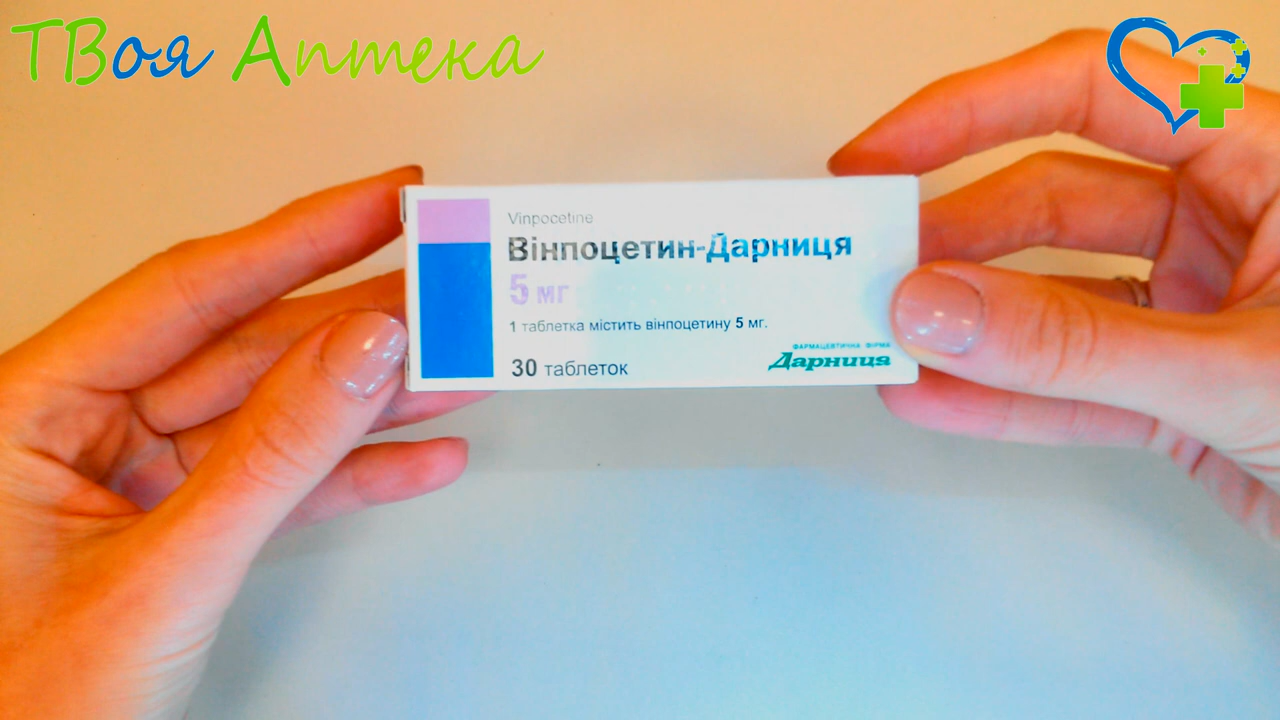 ТВоя Аптека
Vinpocetine
Вінпоцетин-Дарниця
5 мг
1 таблетка містить вінпоцетину 5 мг.
30 таблеток
ФАРМАЦЕВТИЧНА ФІРМА
Дарниця